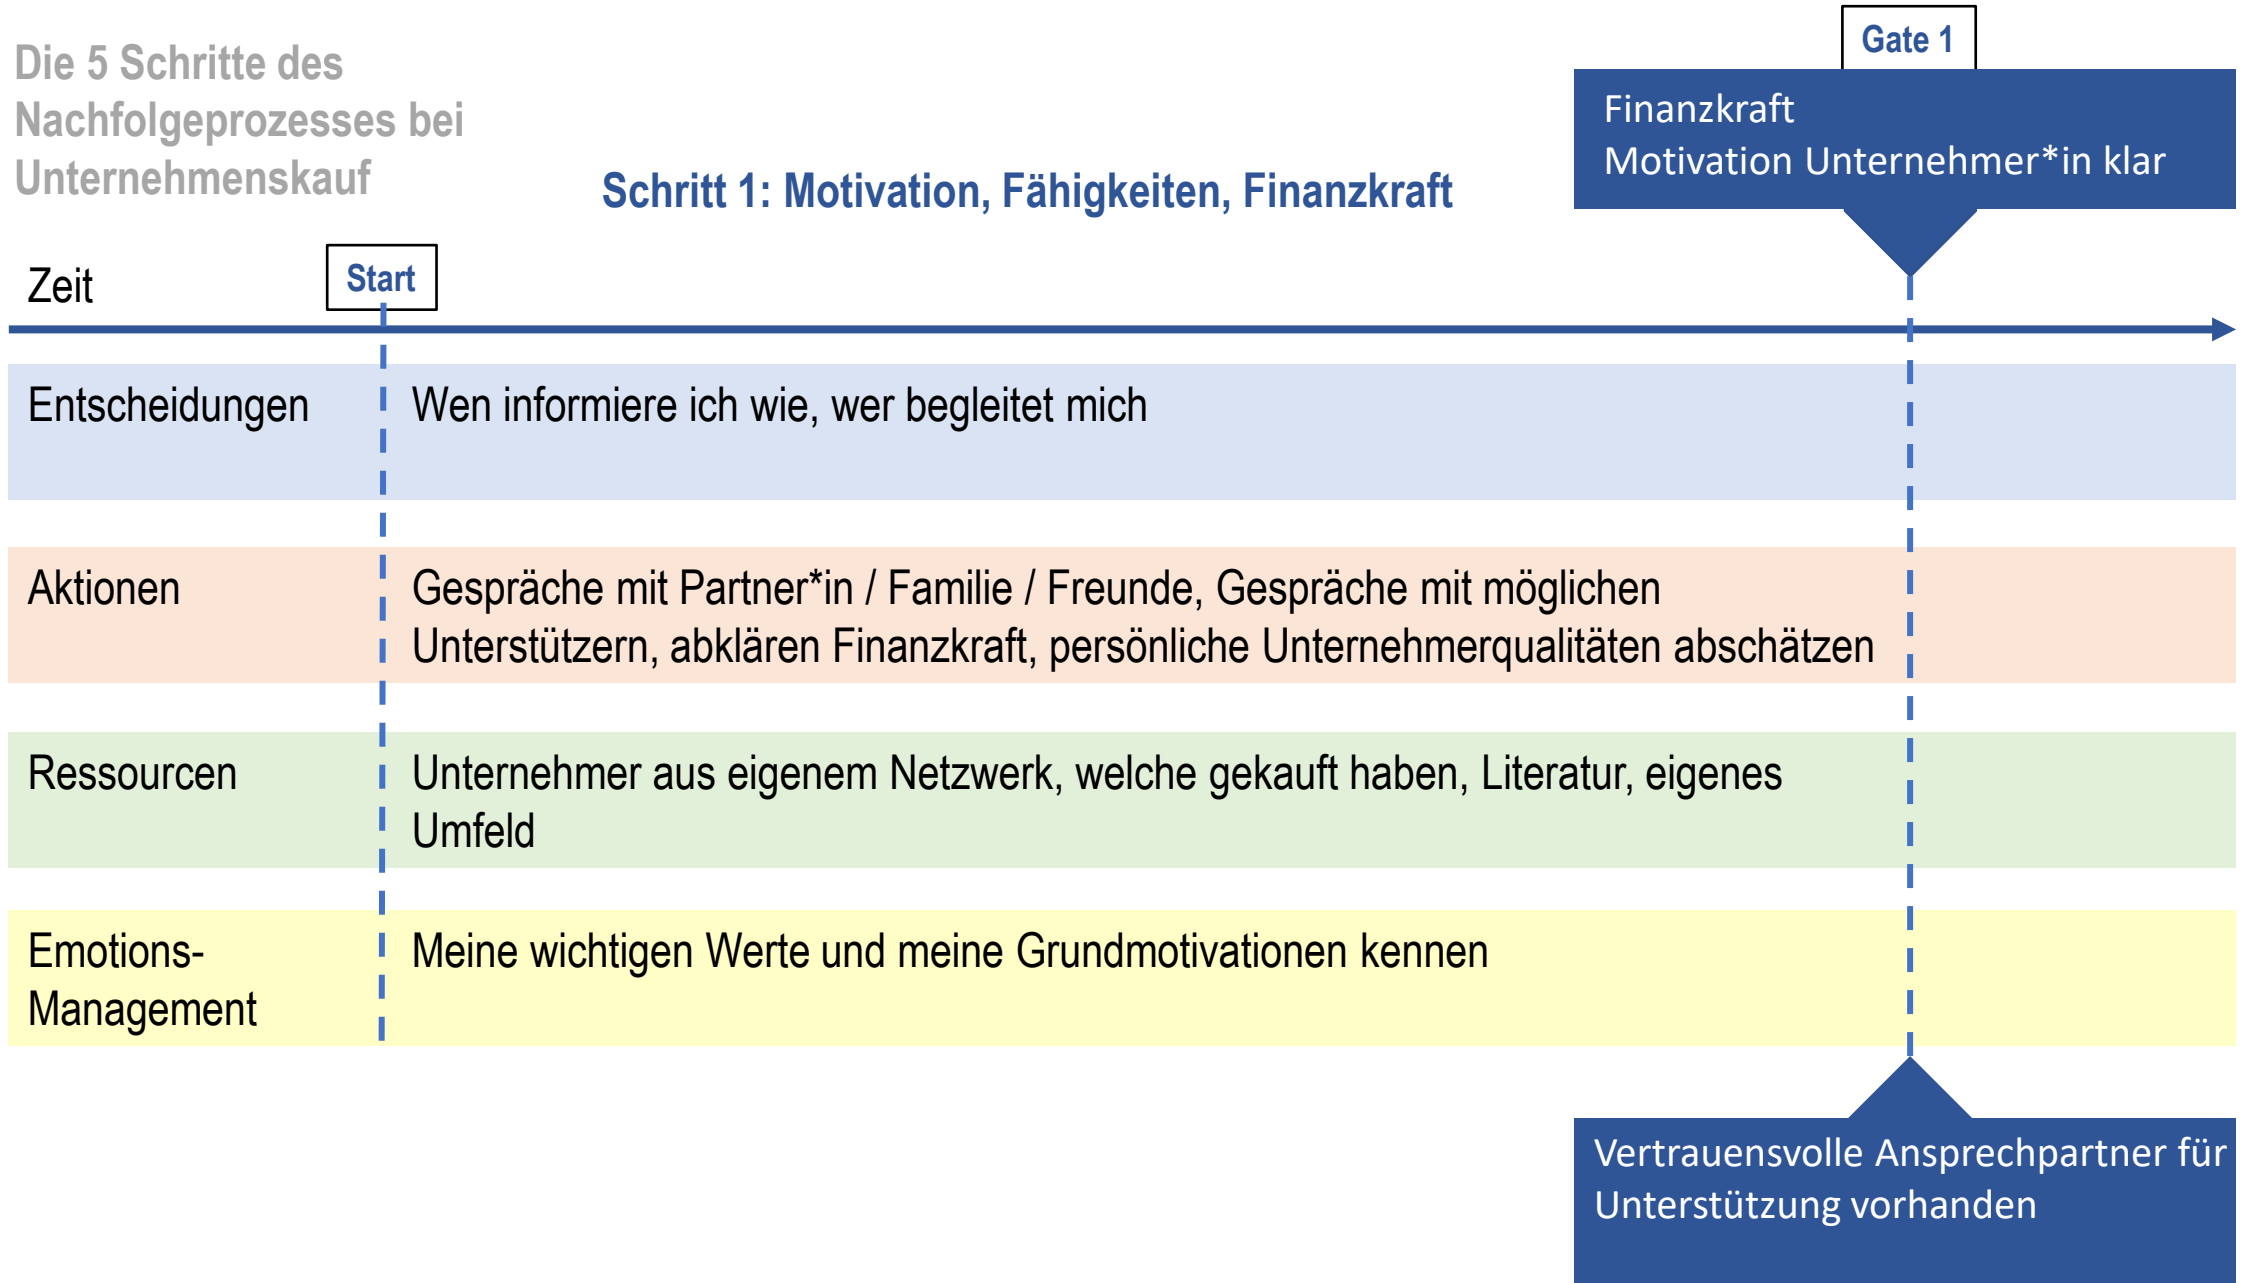 Die 5 Schritte des
Nachfolgeprozesses bei
Unternehmenskauf
Schritt 1: Motivation, Fähigkeiten, Finanzkraft
Gate 1
Finanzkraft
Motivation Unternehmer*in klar
Zeit
Start
Entscheidungen
Wen informiere ich wie, wer begleitet mich
Aktionen
Gespräche mit Partner*in / Familie / Freunde, Gespräche mit möglichen
Unterstützern, abklären Finanzkraft, persönliche Unternehmerqualitäten abschätzen
Ressourcen
Unternehmer aus eigenem Netzwerk, welche gekauft haben, Literatur, eigenes
Umfeld
Emotions-
Management
Meine wichtigen Werte und meine Grundmotivationen kennen
Vertrauensvolle Ansprechpartner für
Unterstützung vorhanden